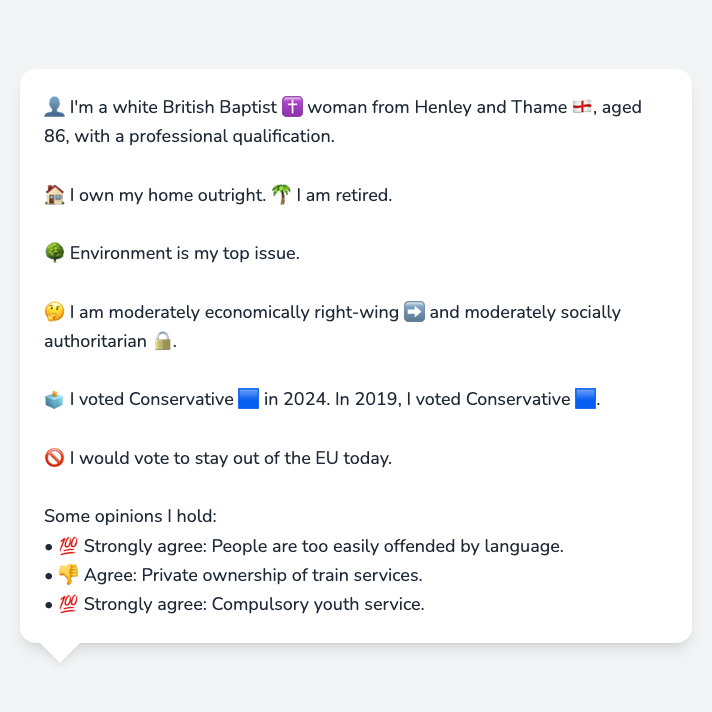 👤 I'm a white British Baptist ✝️ woman from Henley and Thame 🏴󠁧󠁢󠁥󠁮󠁧󠁿, aged
86, with a professional qualification.
🏠 I own my home outright. 🌴 I am retired.
🌳 Environment is my top issue.
🤔 I am moderately economically right-wing ➡️ and moderately socially
authoritarian 🔒.
🗳️ I voted Conservative 🟦 in 2024. In 2019, I voted Conservative 🟦.
🚫 I would vote to stay out of the EU today.
Some opinions I hold:
• 💯 Strongly agree: People are too easily offended by language.
• 👎 Agree: Private ownership of train services.
• 💯 Strongly agree: Compulsory youth service.